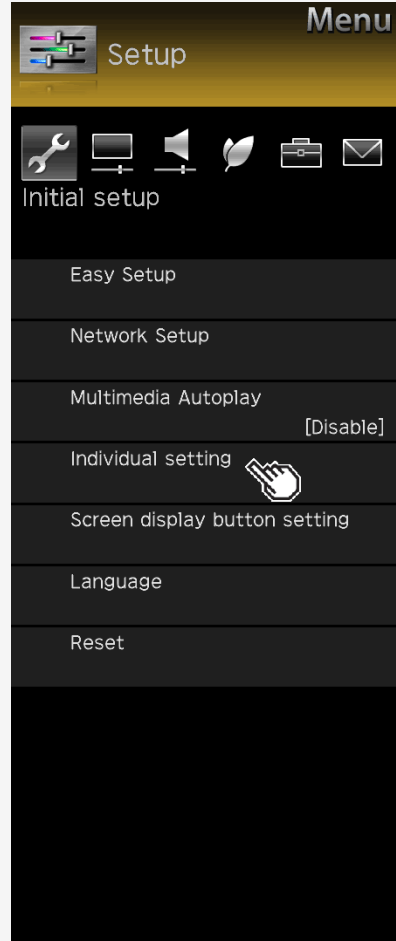 Menu
Setup
Initial setup
Easy Setup
Network Setup
Multimedia Autoplay
[Disable]
Individual setting
Screen display button setting
Language
Reset